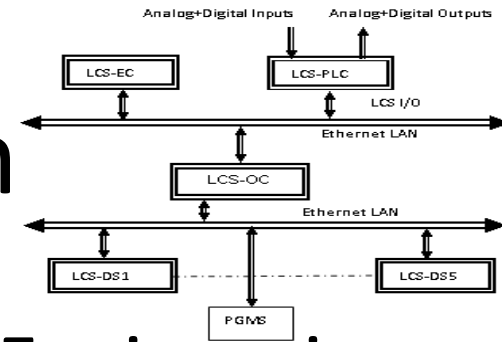 Analog+Digital Inputs Analog+Digital Outputs
LCS-EC LCS-PLC
LCS I/O
Ethernet LAN
LCS-OC
Ethernet LAN
LCS-DS1 LCS-DS5
PGMS